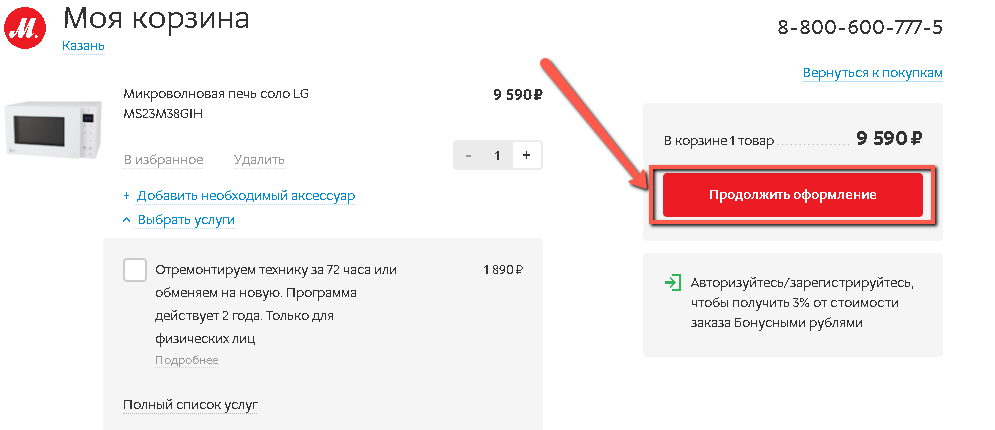 м.
Моя корзина
Казань
8-800-600-777-5
Вернуться к покупкам
Микроволновая печь соло LG
MS23M38GIH
9 590 ₽
В избранное
Удалить
- 1 +
+ Добавить необходимый аксессуар
Выбрать услуги
Отремонтируем технику за 72 часа или
обменяем на новую. Программа
действует 2 года. Только для
физических лиц
1 890 ₽
Подробнее
Полный список услуг
В корзине 1 товар ............... 9 590 ₽
Продолжить оформление
Авторизуйтесь/зарегистрируйтесь,
чтобы получить 3% от стоимости
заказа Бонусными рублями